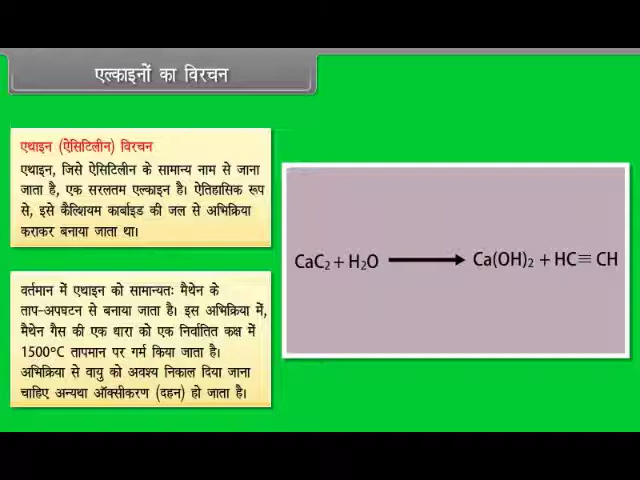 एल्काइनों का विरचन
एथाइन (ऐसिटिलीन) विरचन
एथाइन, जिसे ऐसिटिलीन के सामान्य नाम से जाना
जाता है, एक सरलतम एल्काइन है। ऐतिहासिक रूप
से, इसे कैल्शियम कार्बाइड की जल से अभिक्रिया
कराकर बनाया जाता था।
वर्तमान में एथाइन को सामान्यतः मैथेन के
ताप-अपघटन से बनाया जाता है। इस अभिक्रिया में,
मैथेन गैस की एक धारा को एक निर्वातित कक्ष में
1500°C तापमान पर गर्म किया जाता है।
अभिक्रिया से वायु को अवश्य निकाल दिया जाना
चाहिए अन्यथा ऑक्सीकरण (दहन) हो जाता है।
CaC₂ + H₂O ⟶ Ca(OH)₂ + HC≡CH